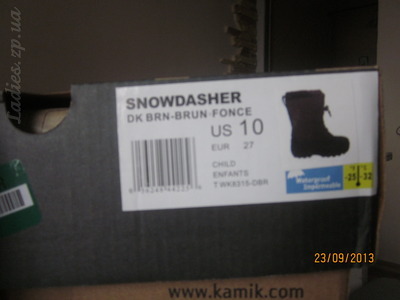 Ladies.zp.ua
SNOWDASHER
DK BRN-BRUN·FONCE
US 10
EUR 27
CHILD
ENFANTS
Waterproof
Imperméable
-25 -32
23/09/2013
www.kamik.com